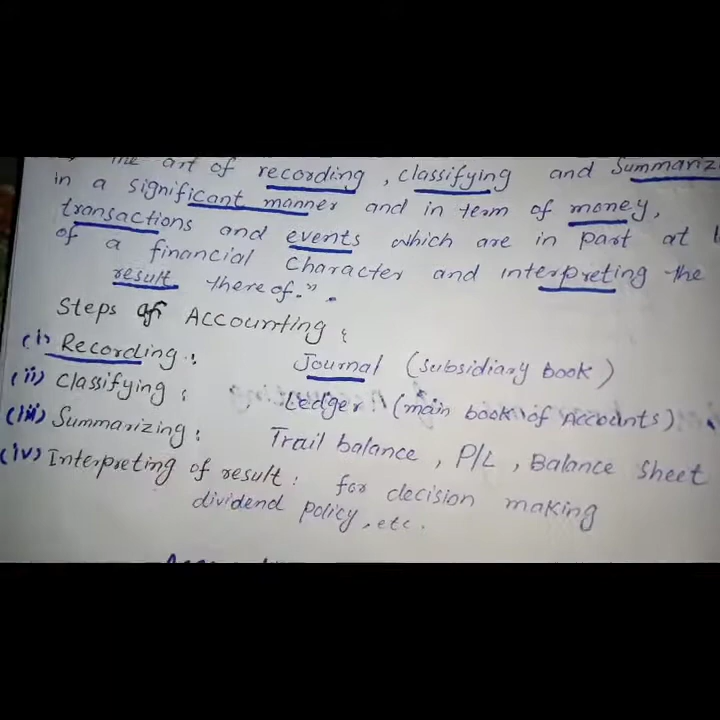 the art of recording, classifying and Summariz
in a significant manner and in term of money,
transactions and events which are in part at
of a financial character and interpreting the
result thereof.".
Steps of Accounting:
(i) Recording: Journal (subsidiary book)
(ii) classifying: Ledger (main book of Accounts)
(iii) Summarizing: Trail balance, P/L, Balance Sheet
(iv) Interpreting of result: for decision making
dividend policy, etc.